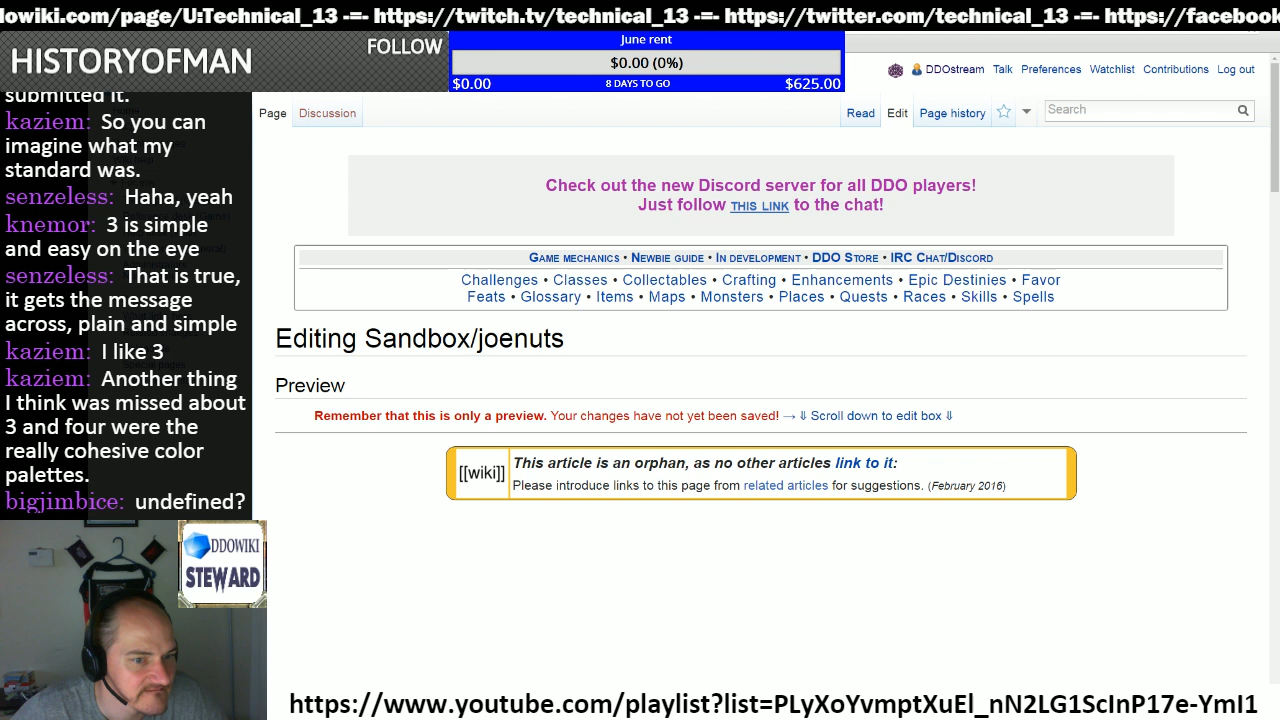 lowiki.com/page/U:Technical_13 -=- https://twitch.tv/technical_13 -=- https://twitter.com/technical_13 -=- https://facebook
HISTORYOFMAN
FOLLOW
June rent
$0.00 (0%)
$0.00
8 DAYS TO GO
$625.00
DDOstream
Talk
Preferences
Watchlist
Contributions
Log out
Page
Discussion
Read
Edit
Page history
Search
submitted it.
kaziem: So you can
imagine what my
standard was.
senzeless: Haha, yeah
knemor: 3 is simple
and easy on the eye
senzeless: That is true,
it gets the message
across, plain and simple
kaziem: I like 3
kaziem: Another thing
I think was missed about
3 and four were the
really cohesive color
palettes.
bigjimbice: undefined?
Check out the new Discord server for all DDO players!
Just follow THIS LINK to the chat!
Game mechanics • Newbie guide • In development • DDO Store • IRC Chat/Discord
Challenges • Classes • Collectables • Crafting • Enhancements • Epic Destinies • Favor
Feats • Glossary • Items • Maps • Monsters • Places • Quests • Races • Skills • Spells
Editing Sandbox/joenuts
Preview
Remember that this is only a preview. Your changes have not yet been saved! → ⇓ Scroll down to edit box ⇓
[[wiki]]
This article is an orphan, as no other articles link to it:
Please introduce links to this page from related articles for suggestions. (February 2016)
DDOWIKI
STEWARD
https://www.youtube.com/playlist?list=PLyXoYvmptXuEl_nN2LG1ScInP17e-YmI1